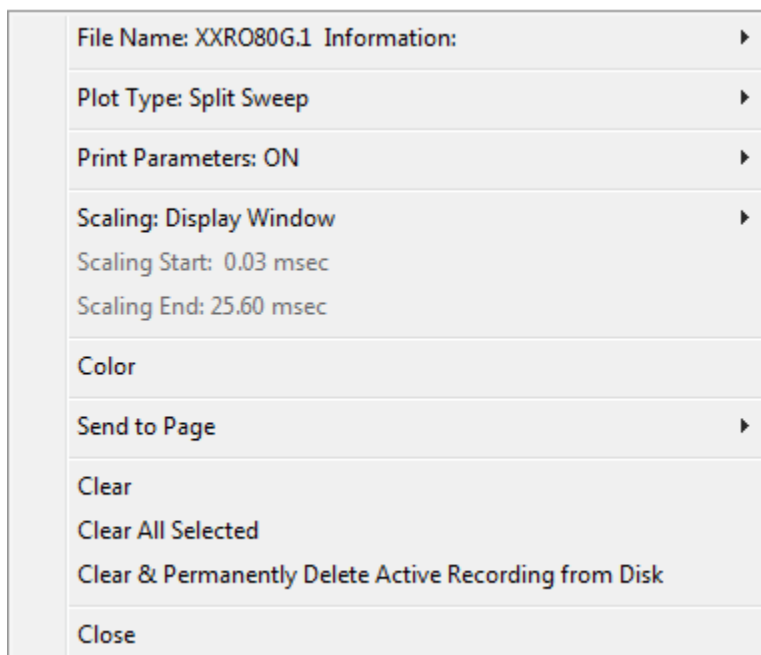 File Name: XXRO80G.1  Information:
Plot Type: Split Sweep
Print Parameters: ON
Scaling: Display Window
Scaling Start:  0.03 msec
Scaling End: 25.60 msec
Color
Send to Page
Clear
Clear All Selected
Clear & Permanently Delete Active Recording from Disk
Close